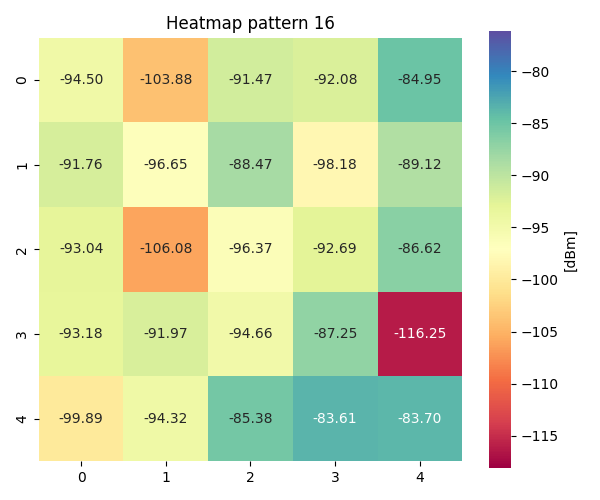 Heatmap pattern 16
0 -94.50 -103.88 -91.47 -92.08 -84.95
1 -91.76 -96.65 -88.47 -98.18 -89.12
2 -93.04 -106.08 -96.37 -92.69 -86.62
3 -93.18 -91.97 -94.66 -87.25 -116.25
4 -99.89 -94.32 -85.38 -83.61 -83.70
0 1 2 3 4
−80
−85
−90
−95
−100
−105
−110
−115
[dBm]